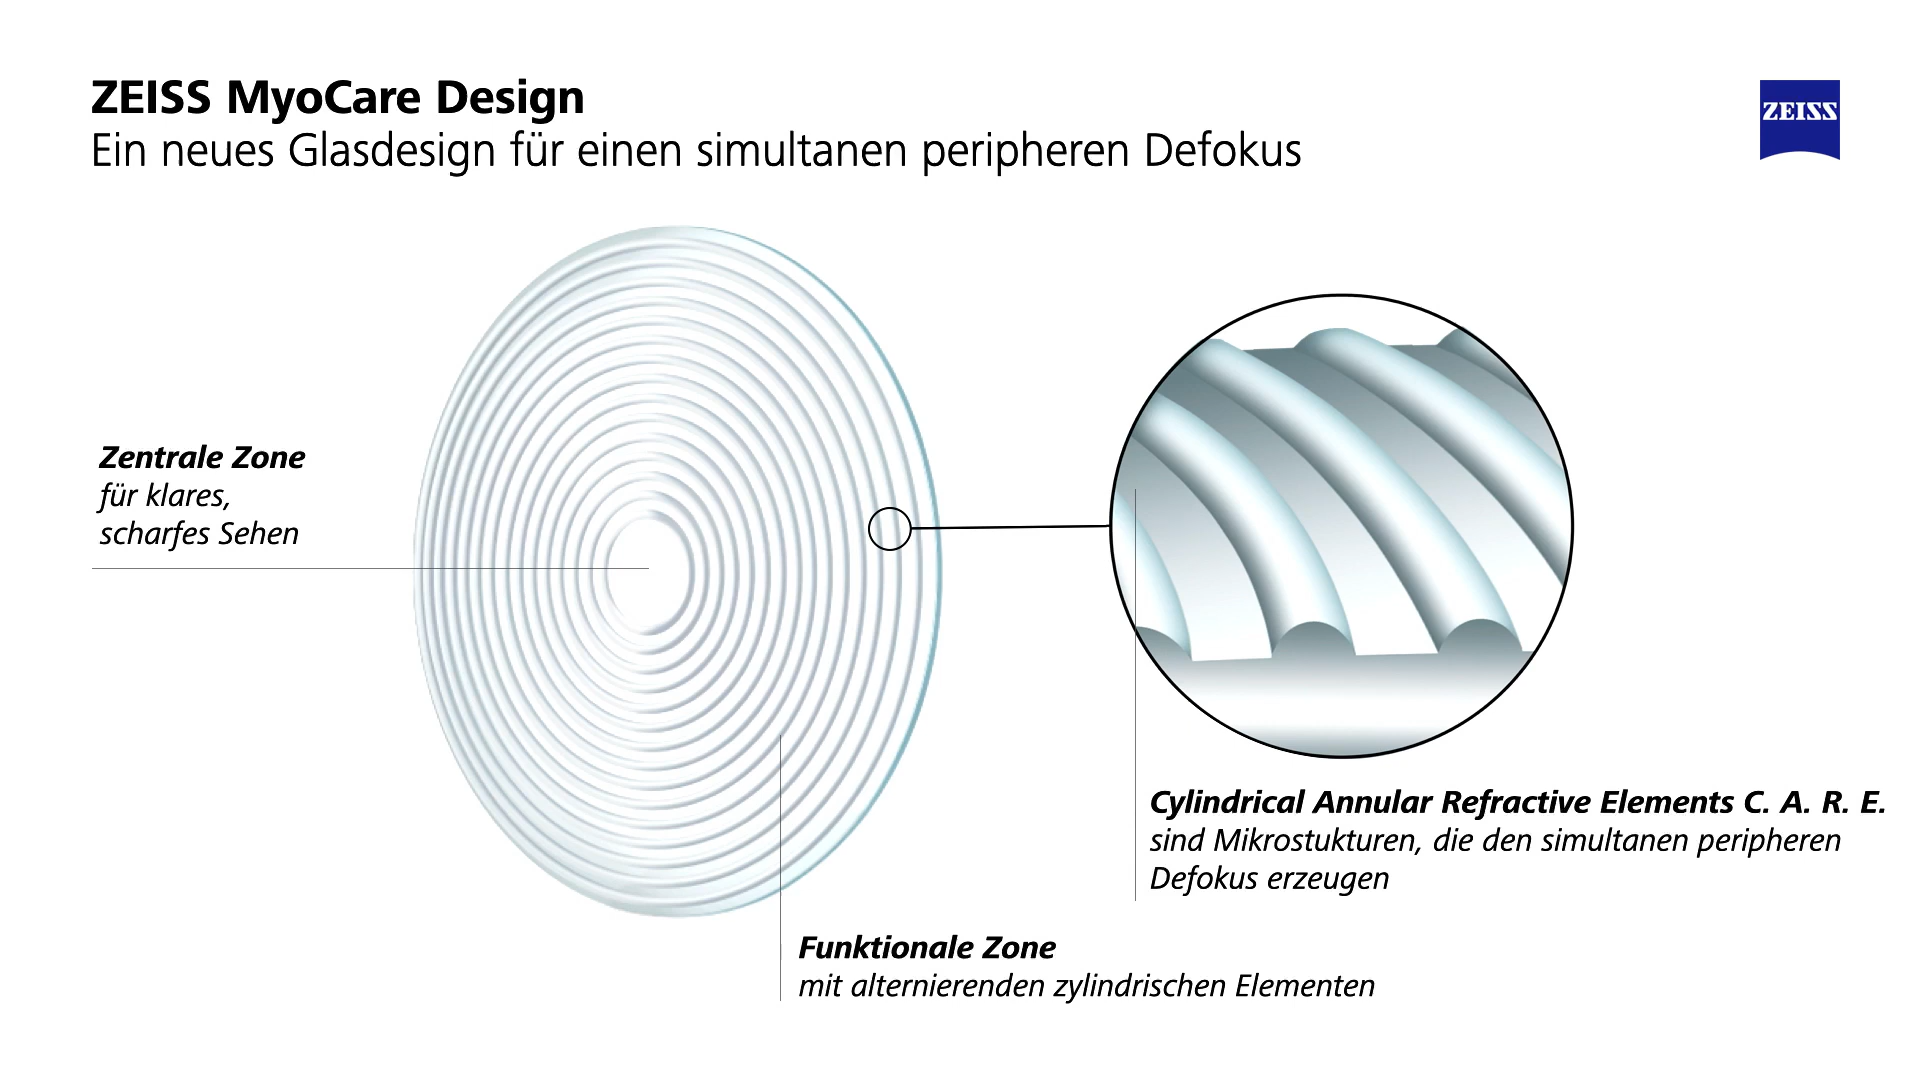 ZEISS MyoCare Design
Ein neues Glasdesign für einen simultanen peripheren Defokus
ZEISS
Zentrale Zone
für klares,
scharfes Sehen
Cylindrical Annular Refractive Elements C. A. R. E.
sind Mikrostukturen, die den simultanen peripheren
Defokus erzeugen
Funktionale Zone
mit alternierenden zylindrischen Elementen